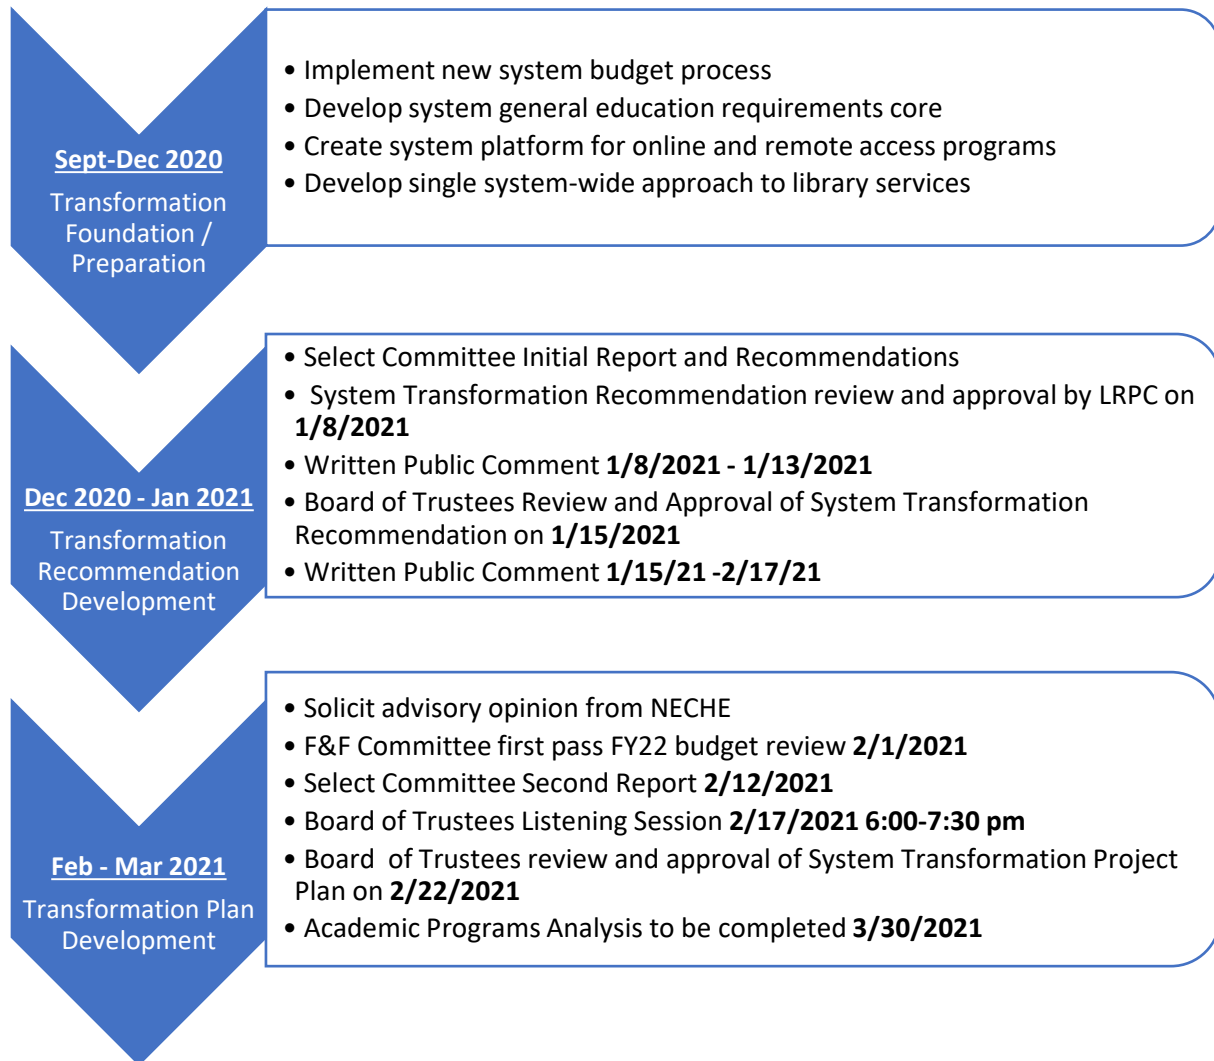 Sept-Dec 2020
Transformation
Foundation /
Preparation
• Implement new system budget process
• Develop system general education requirements core
• Create system platform for online and remote access programs
• Develop single system-wide approach to library services
Dec 2020 - Jan 2021
Transformation
Recommendation
Development
• Select Committee Initial Report and Recommendations
• System Transformation Recommendation review and approval by LRPC on
1/8/2021
• Written Public Comment 1/8/2021 - 1/13/2021
• Board of Trustees Review and Approval of System Transformation
Recommendation on 1/15/2021
• Written Public Comment 1/15/21 -2/17/21
Feb - Mar 2021
Transformation Plan
Development
• Solicit advisory opinion from NECHE
• F&F Committee first pass FY22 budget review 2/1/2021
• Select Committee Second Report 2/12/2021
• Board of Trustees Listening Session 2/17/2021 6:00-7:30 pm
• Board of Trustees review and approval of System Transformation Project
Plan on 2/22/2021
• Academic Programs Analysis to be completed 3/30/2021